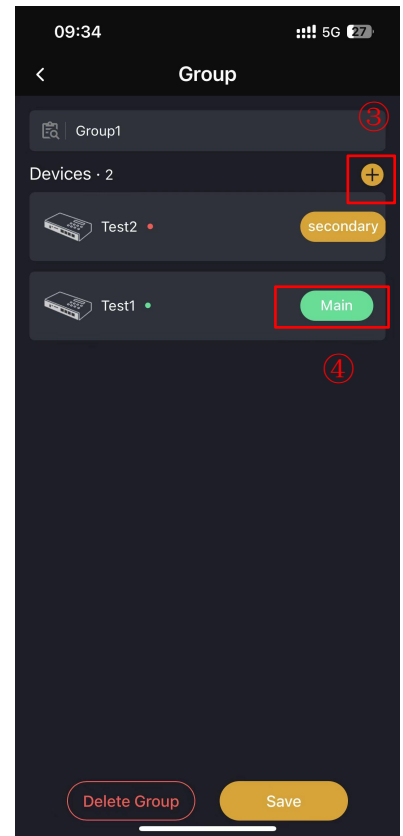 09:34 5G 27
Group
Group1
③
Devices · 2
Test2
secondary
Test1
Main
④
Delete Group
Save